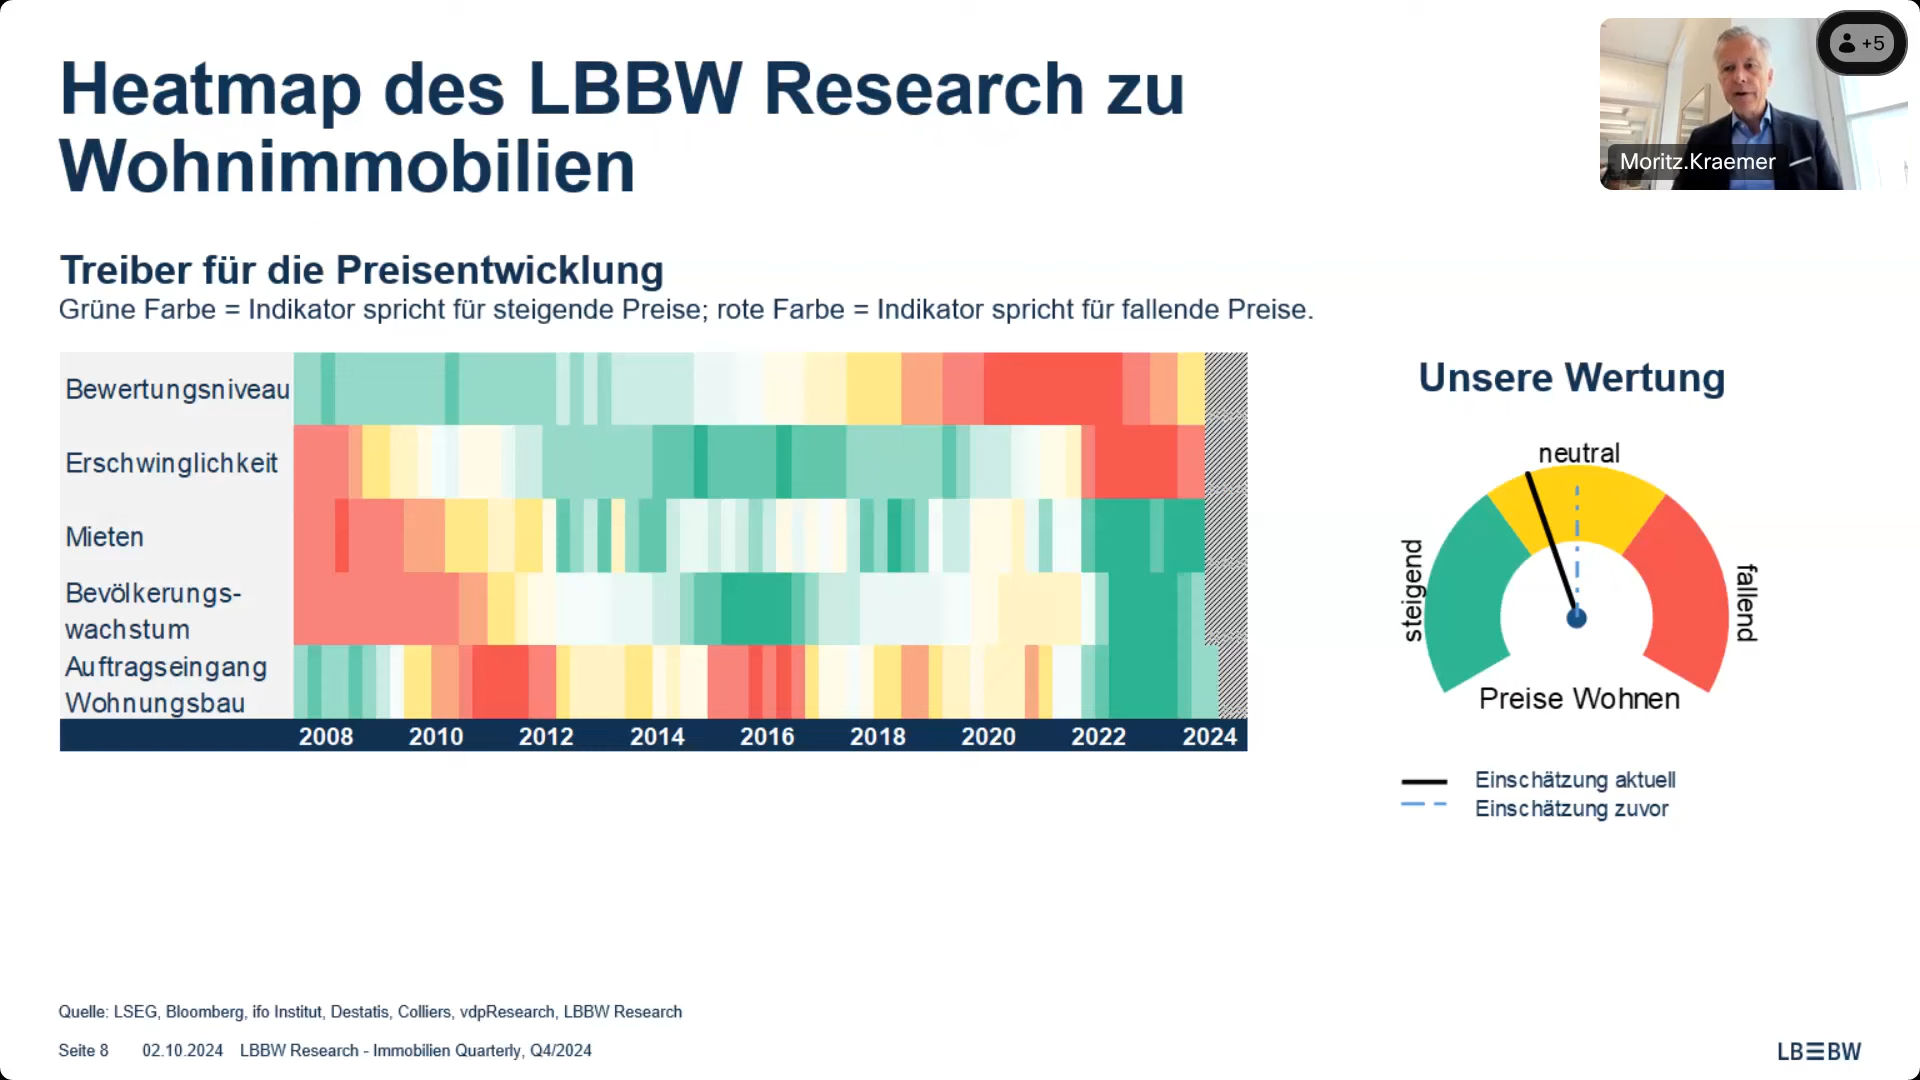 Heatmap des LBBW Research zu
Wohnimmobilien
+5
Moritz.Kraemer
Treiber für die Preisentwicklung
Grüne Farbe = Indikator spricht für steigende Preise; rote Farbe = Indikator spricht für fallende Preise.
Bewertungsniveau
Erschwinglichkeit
Mieten
Bevölkerungs-
wachstum
Auftragseingang
Wohnungsbau
2008 2010 2012 2014 2016 2018 2020 2022 2024
Unsere Wertung
neutral
steigend
fallend
Preise Wohnen
Einschätzung aktuell
Einschätzung zuvor
Quelle: LSEG, Bloomberg, ifo Institut, Destatis, Colliers, vdpResearch, LBBW Research
Seite 8 02.10.2024 LBBW Research - Immobilien Quarterly, Q4/2024
LB≡BW